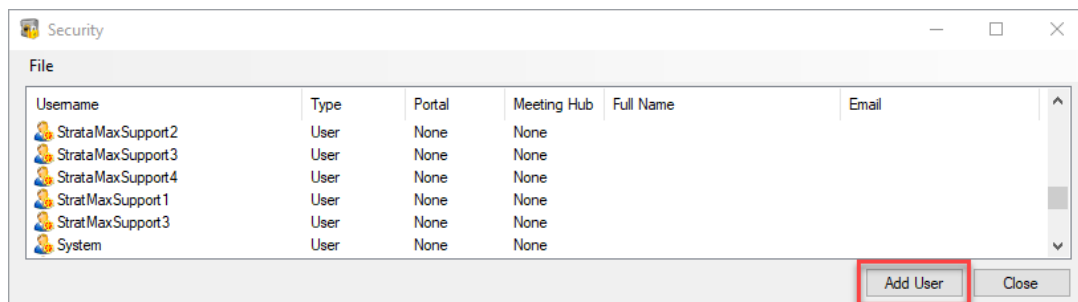 Security
File
Username Type Portal Meeting Hub Full Name Email
StrataMaxSupport2 User None None
StrataMaxSupport3 User None None
StrataMaxSupport4 User None None
StratMaxSupport1 User None None
StratMaxSupport3 User None None
System User None None
Add User Close